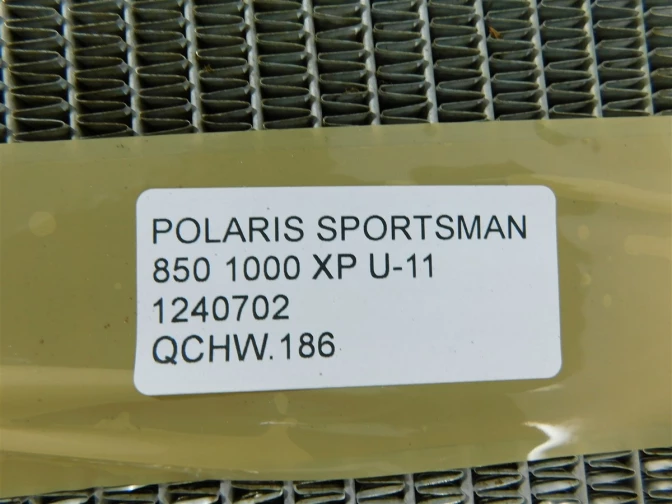 POLARIS SPORTSMAN
850 1000 XP U-11
1240702
QCHW.186